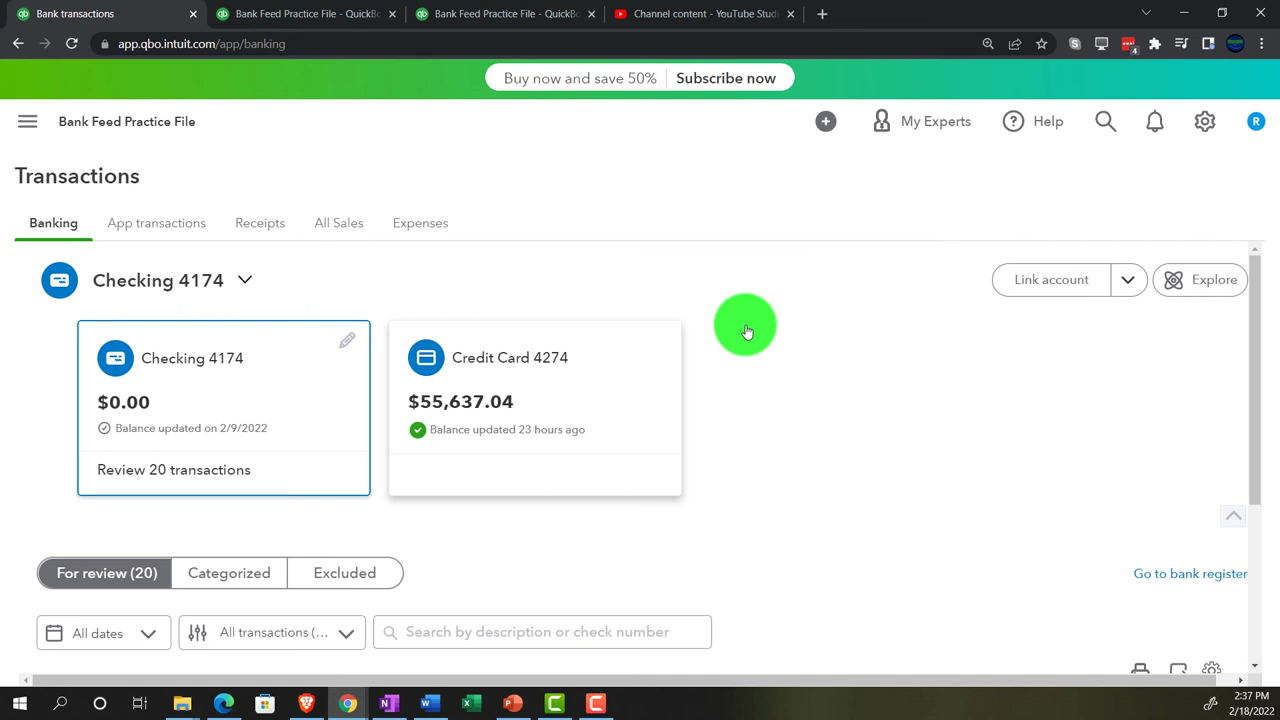 Bank transactions
Bank Feed Practice File - QuickBo
Bank Feed Practice File - QuickBo
Channel content - YouTube Stud
app.qbo.intuit.com/app/banking
4
Buy now and save 50%
Subscribe now
Bank Feed Practice File
My Experts
Help
R
Transactions
Banking
App transactions
Receipts
All Sales
Expenses
Checking 4174
Link account
Explore
Checking 4174
$0.00
Balance updated on 2/9/2022
Review 20 transactions
Credit Card 4274
$55,637.04
Balance updated 23 hours ago
For review (20)
Categorized
Excluded
Go to bank register
All dates
All transactions (...
Search by description or check number
2:37 PM
2/18/2022